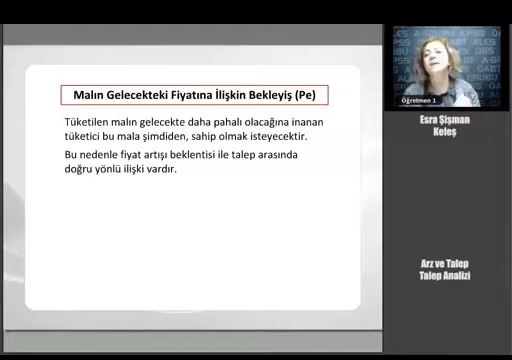 Malın Gelecekteki Fiyatına İlişkin Bekleyiş (Pe)
Tüketilen malın gelecekte daha pahalı olacağına inanan
tüketici bu mala şimdiden, sahip olmak isteyecektir.
Bu nedenle fiyat artışı beklentisi ile talep arasında
doğru yönlü ilişki vardır.
Öğretmen 1
Esra Şişman
Keleş
Arz ve Talep
Talep Analizi